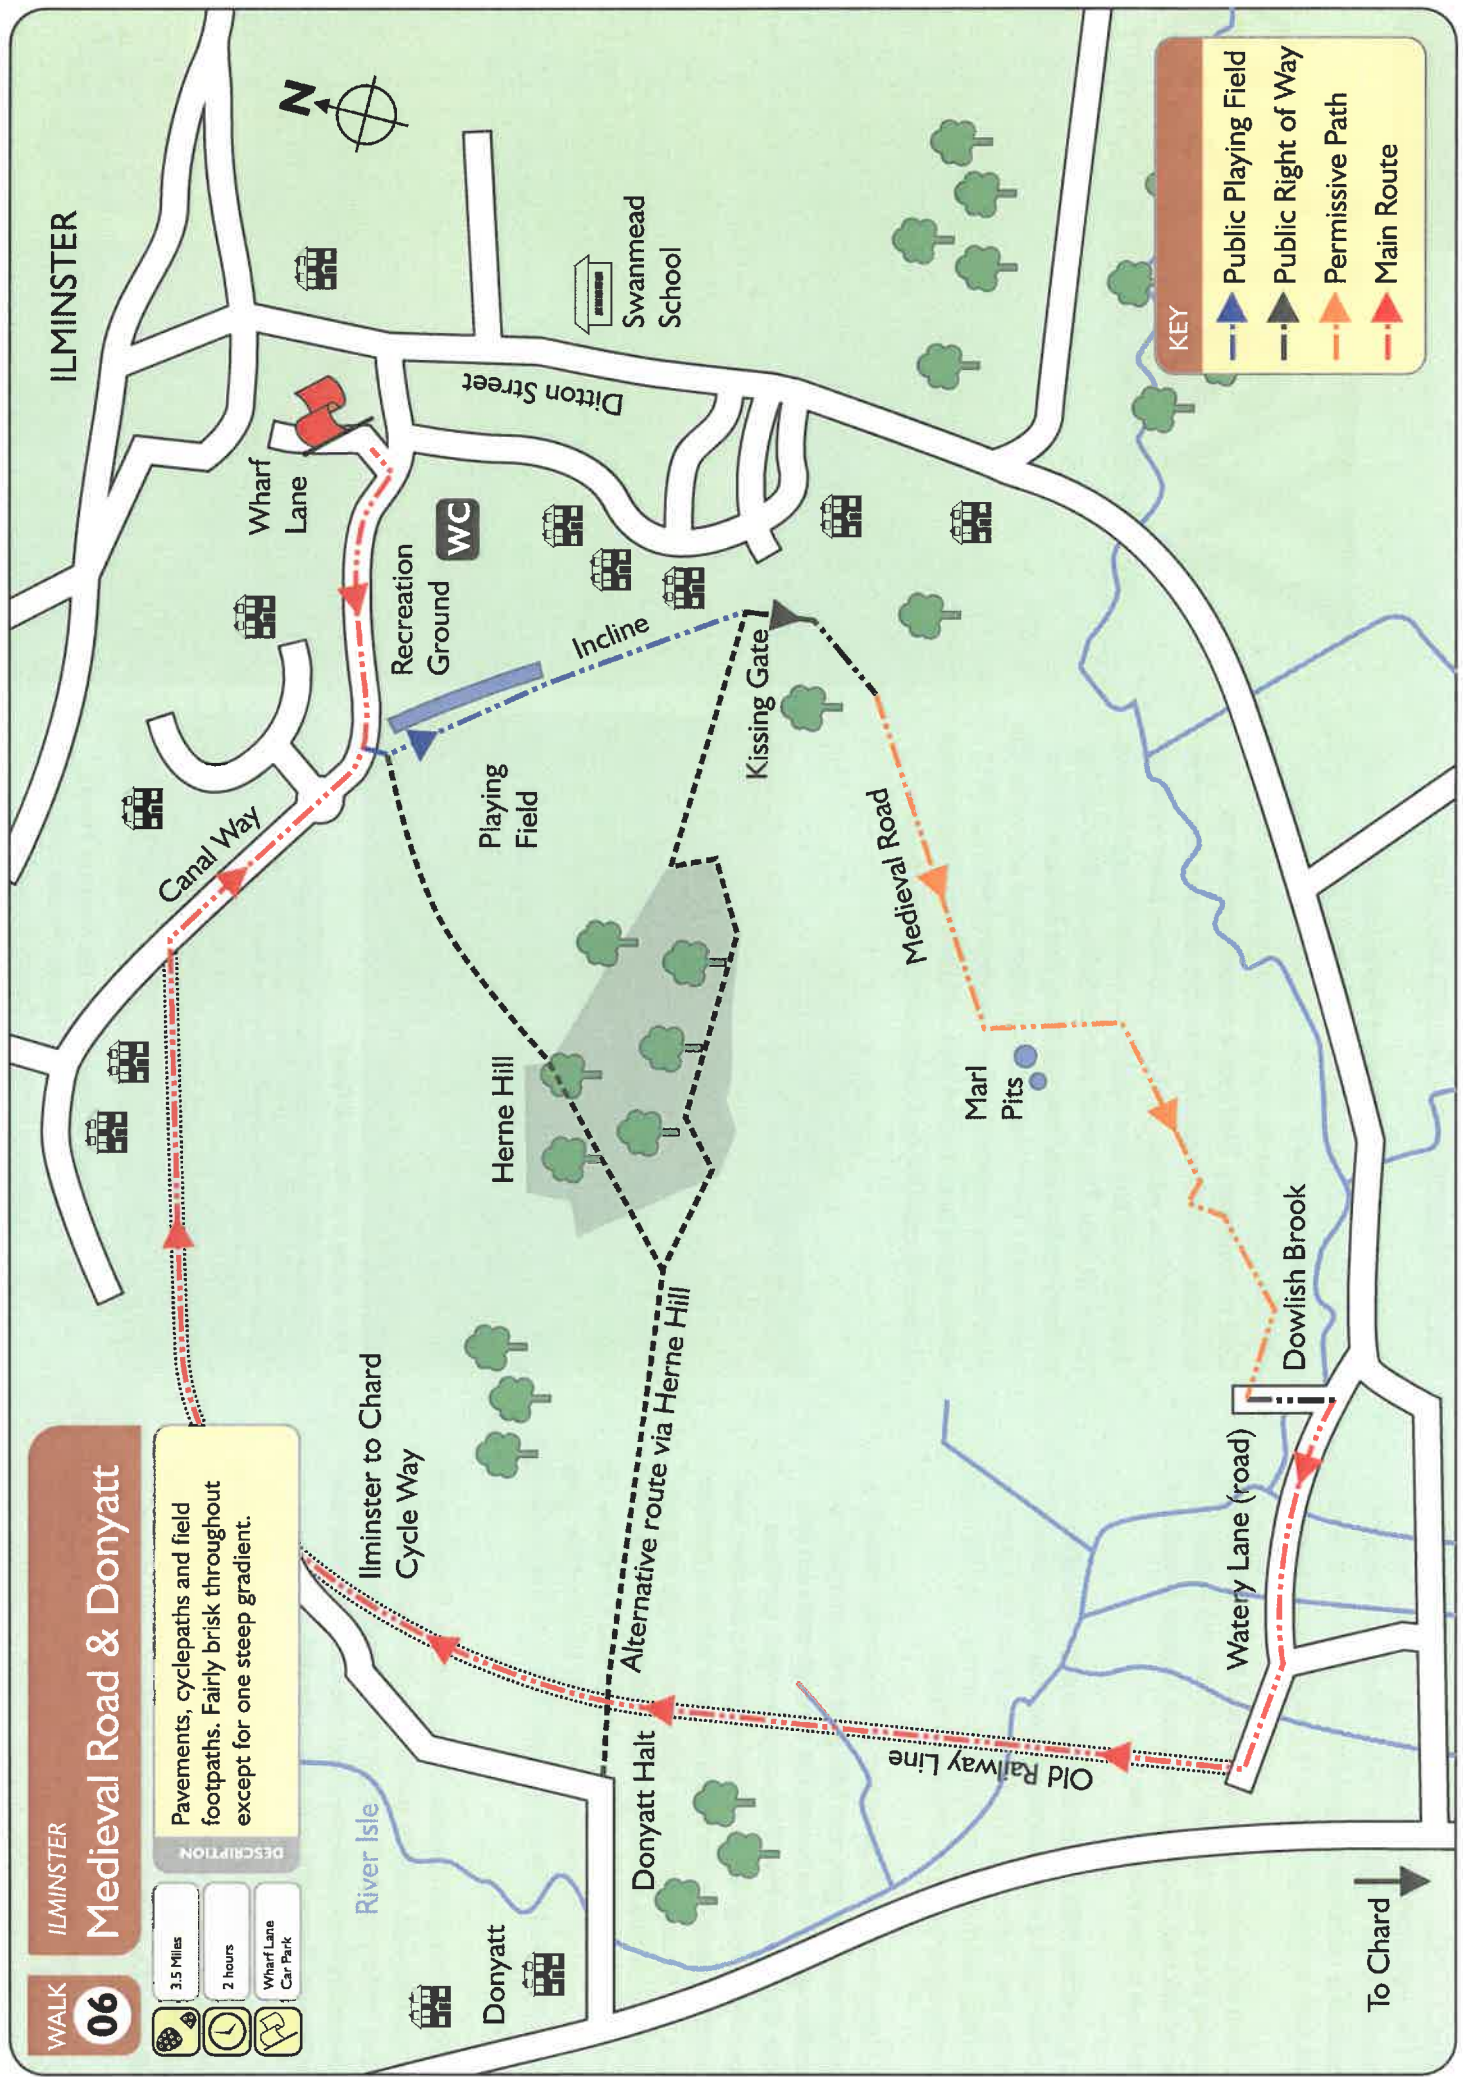 WALK
06
ILMINSTER
Medieval Road & Donyatt
3.5 Miles
2 hours
Wharf Lane
Car Park
DESCRIPTION
Pavements, cyclepaths and field
footpaths. Fairly brisk throughout
except for one steep gradient.
ILMINSTER
N
Wharf
Lane
Canal Way
Recreation
Ground
WC
Ditton Street
Swanmead
School
Playing
Field
Incline
Kissing Gate
Herne Hill
Medieval Road
Marl
Pits
Ilminster to Chard
Cycle Way
Alternative route via Herne Hill
River Isle
Donyatt
Donyatt Halt
Old Railway Line
Watery Lane (road)
Dowlish Brook
To Chard
KEY
Public Playing Field
Public Right of Way
Permissive Path
Main Route